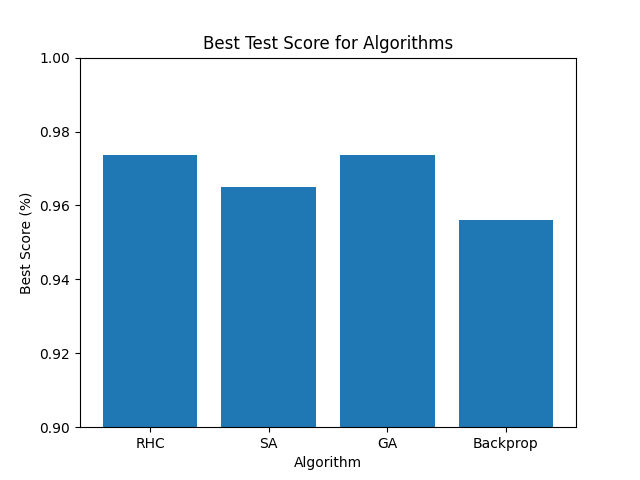 Best Test Score for Algorithms
1.00
0.98
0.96
0.94
0.92
0.90
Best Score (%)
RHC SA GA Backprop
Algorithm